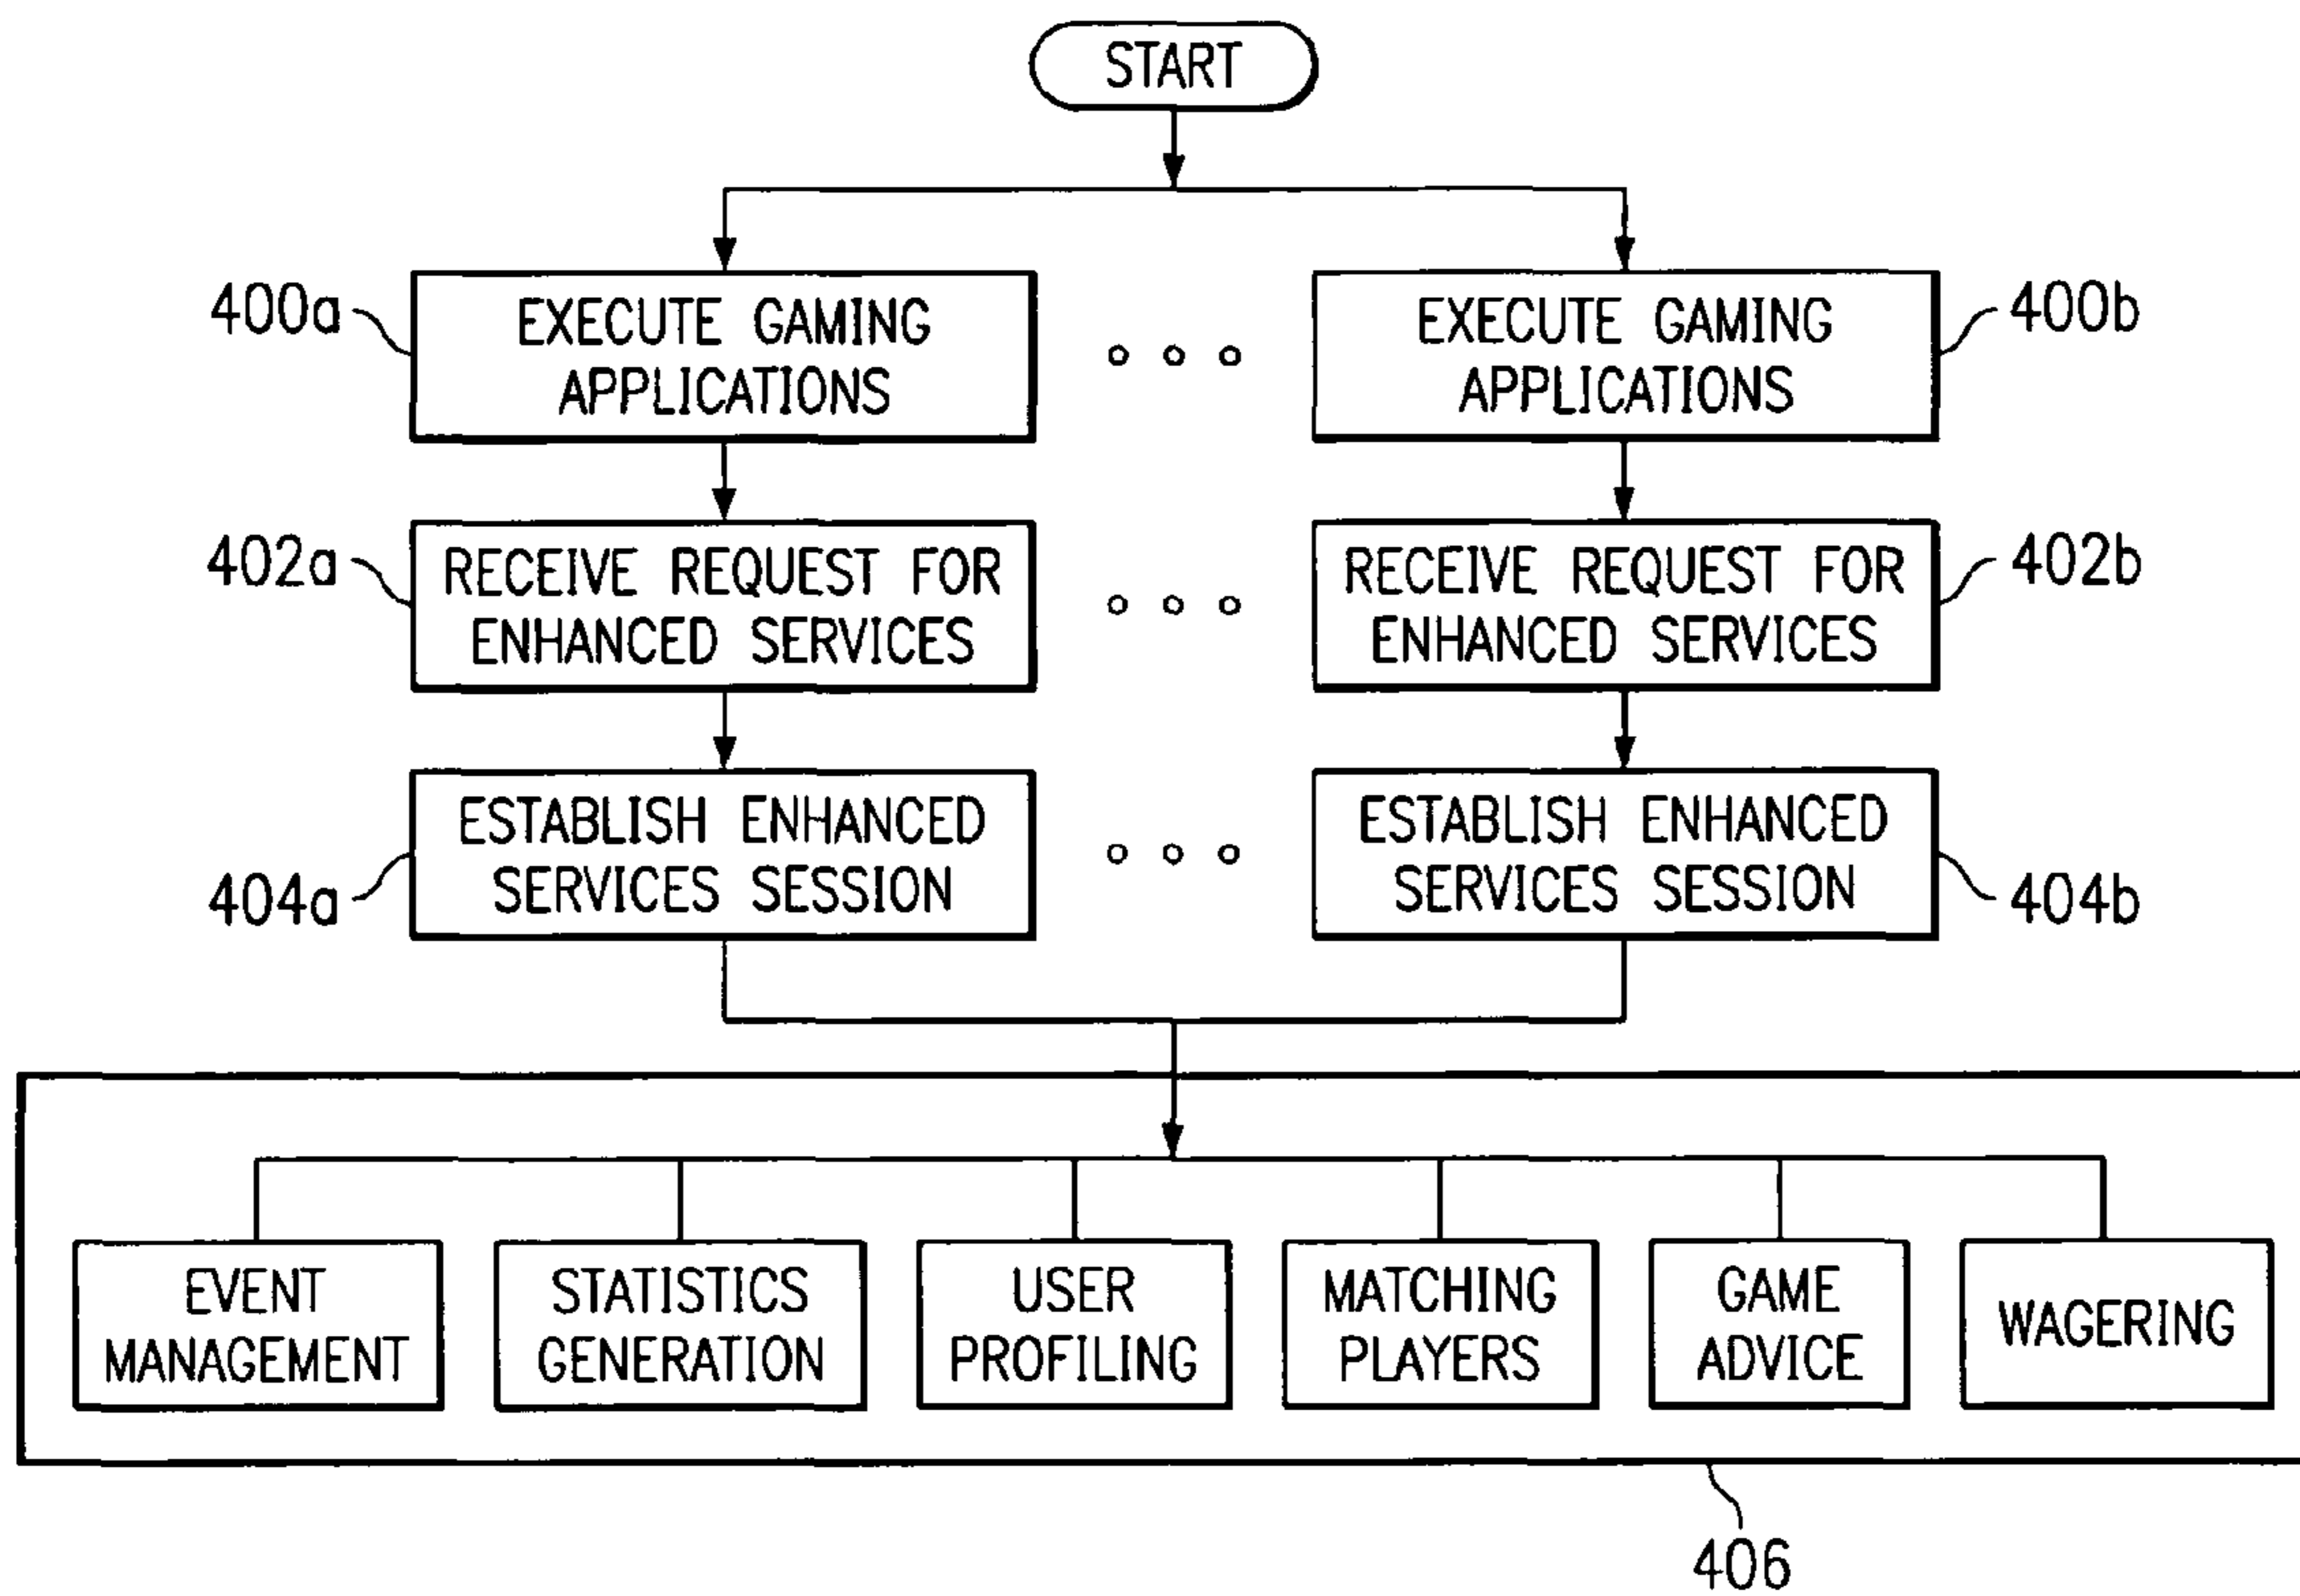 START
400a
EXECUTE GAMING
APPLICATIONS
EXECUTE GAMING
APPLICATIONS
400b
402a
RECEIVE REQUEST FOR
ENHANCED SERVICES
RECEIVE REQUEST FOR
ENHANCED SERVICES
402b
404a
ESTABLISH ENHANCED
SERVICES SESSION
ESTABLISH ENHANCED
SERVICES SESSION
404b
EVENT
MANAGEMENT
STATISTICS
GENERATION
USER
PROFILING
MATCHING
PLAYERS
GAME
ADVICE
WAGERING
406